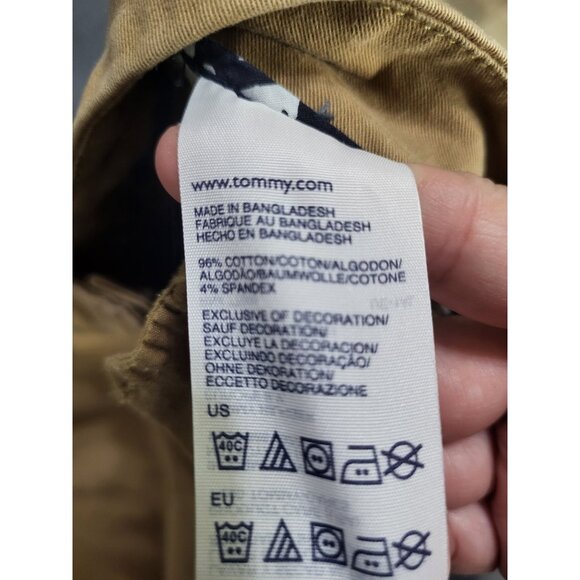 www.tommy.com
MADE IN BANGLADESH
FABRIQUE AU BANGLADESH
HECHO EN BANGLADESH
96% COTTON/COTON/ALGODON/
ALGODÃO/BAUMWOLLE/COTONE
4% SPANDEX
EXCLUSIVE OF DECORATION/
SAUF DECORATION/
EXCLUYE LA DECORACION/
EXCLUINDO DECORAÇÃO/
OHNE DEKORATION/
ECCETTO DECORAZIONE
US
40C
EU
40C